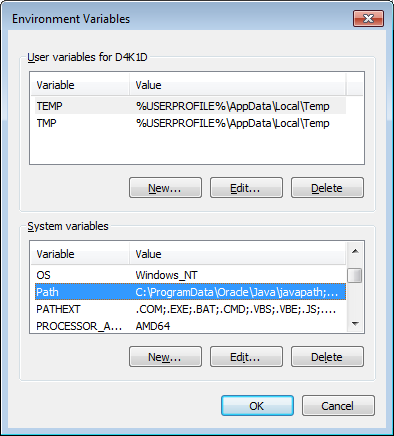 Environment Variables
User variables for D4K1D
Variable Value
TEMP %USERPROFILE%\AppData\Local\Temp
TMP %USERPROFILE%\AppData\Local\Temp
New... Edit... Delete
System variables
Variable Value
OS Windows_NT
Path C:\ProgramData\Oracle\Java\javapath;...
PATHEXT .COM;.EXE;.BAT;.CMD;.VBS;.VBE;.JS;....
PROCESSOR_A... AMD64
New... Edit... Delete
OK Cancel